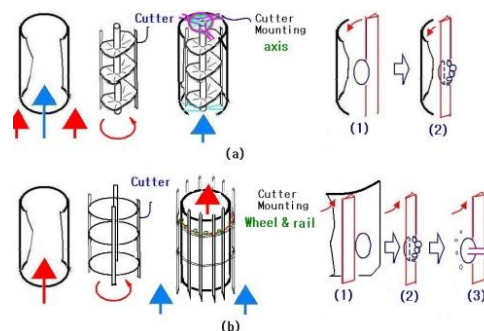 Cutter
Cutter
Mounting
axis
(1)
(2)
(a)
Cutter
Cutter
Mounting
Wheel & rail
(1)
(2)
(3)
(b)